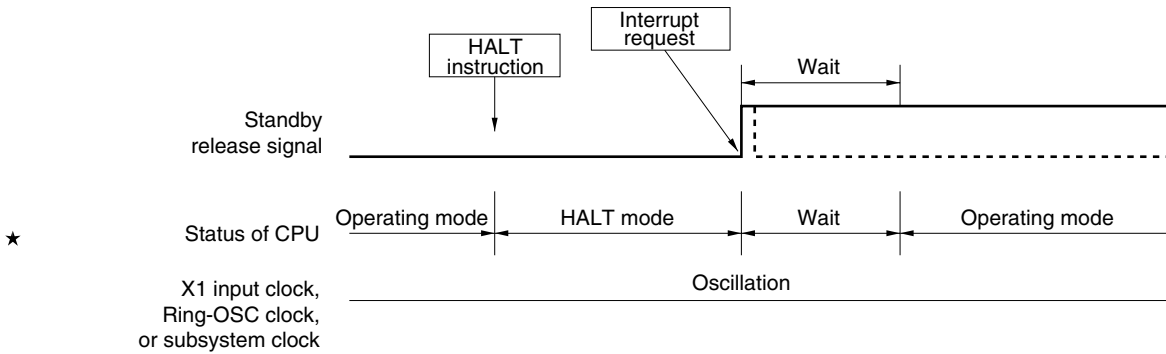 Interrupt
request
HALT
instruction
Wait
Standby
release signal
Operating mode
HALT mode
Wait
Operating mode
★
Status of CPU
Oscillation
X1 input clock,
Ring-OSC clock,
or subsystem clock